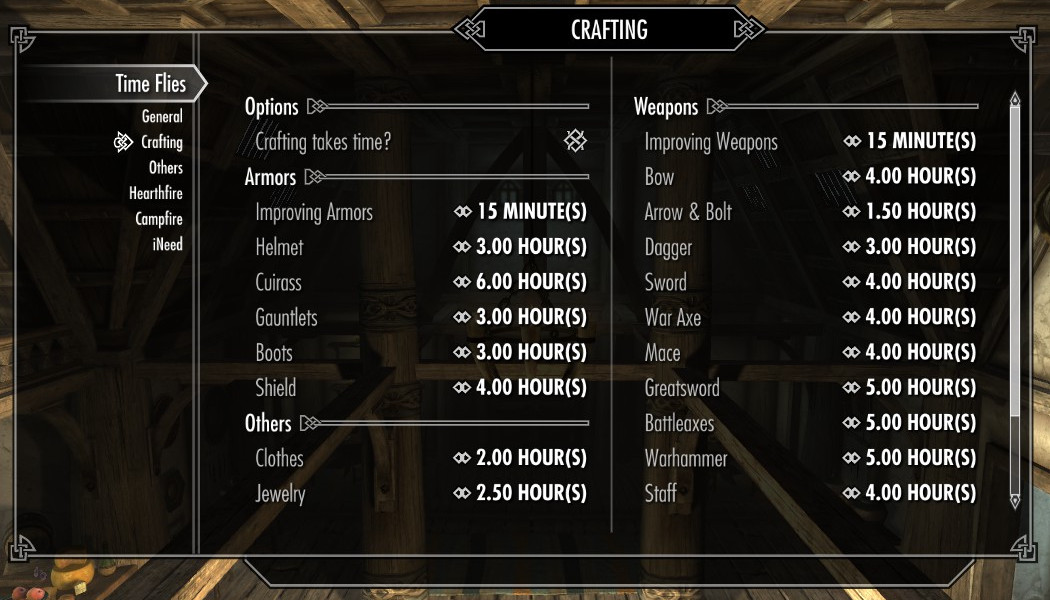 CRAFTING
Time Flies
General
Crafting
Others
Hearthfire
Campfire
iNeed
Options
Crafting takes time?
Armors
Improving Armors 15 MINUTE(S)
Helmet 3.00 HOUR(S)
Cuirass 6.00 HOUR(S)
Gauntlets 3.00 HOUR(S)
Boots 3.00 HOUR(S)
Shield 4.00 HOUR(S)
Others
Clothes 2.00 HOUR(S)
Jewelry 2.50 HOUR(S)
Weapons
Improving Weapons 15 MINUTE(S)
Bow 4.00 HOUR(S)
Arrow & Bolt 1.50 HOUR(S)
Dagger 3.00 HOUR(S)
Sword 4.00 HOUR(S)
War Axe 4.00 HOUR(S)
Mace 4.00 HOUR(S)
Greatsword 5.00 HOUR(S)
Battleaxes 5.00 HOUR(S)
Warhammer 5.00 HOUR(S)
Staff 4.00 HOUR(S)